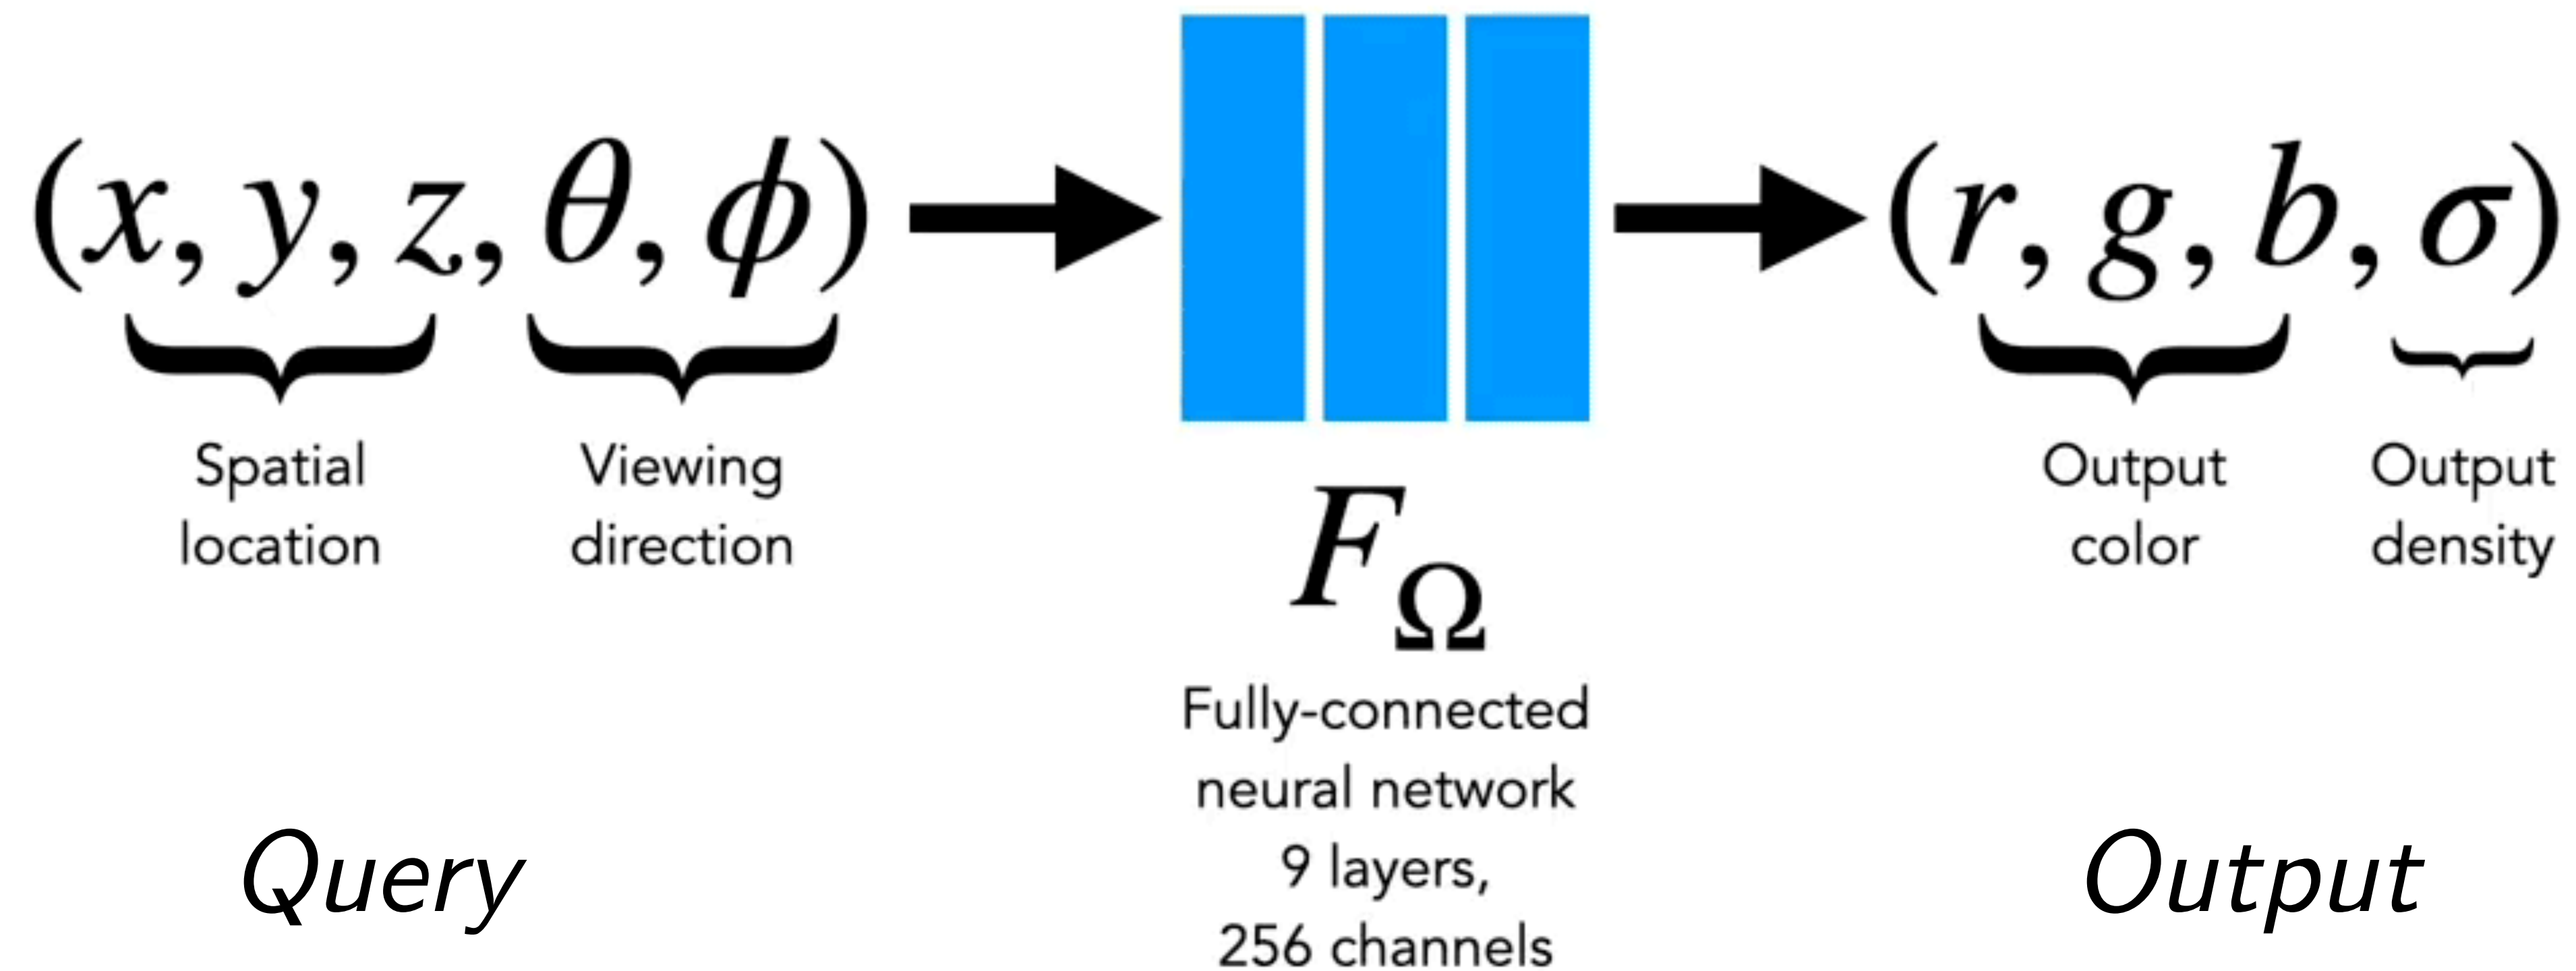 (x, y, z, θ, ϕ)
Spatial
location
Viewing
direction
F_Ω
Fully-connected
neural network
9 layers,
256 channels
(r, g, b, σ)
Output
color
Output
density
Query
Output